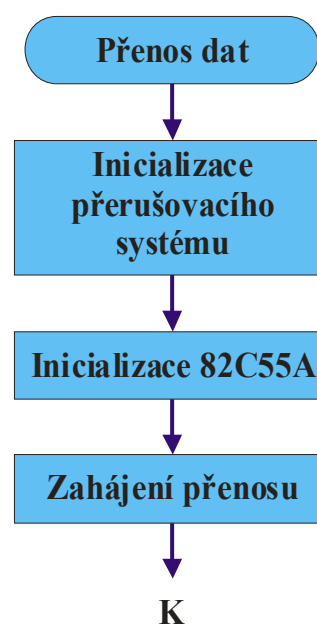 Přenos dat
Inicializace
přerušovacího
systému
Inicializace 82C55A
Zahájení přenosu
K